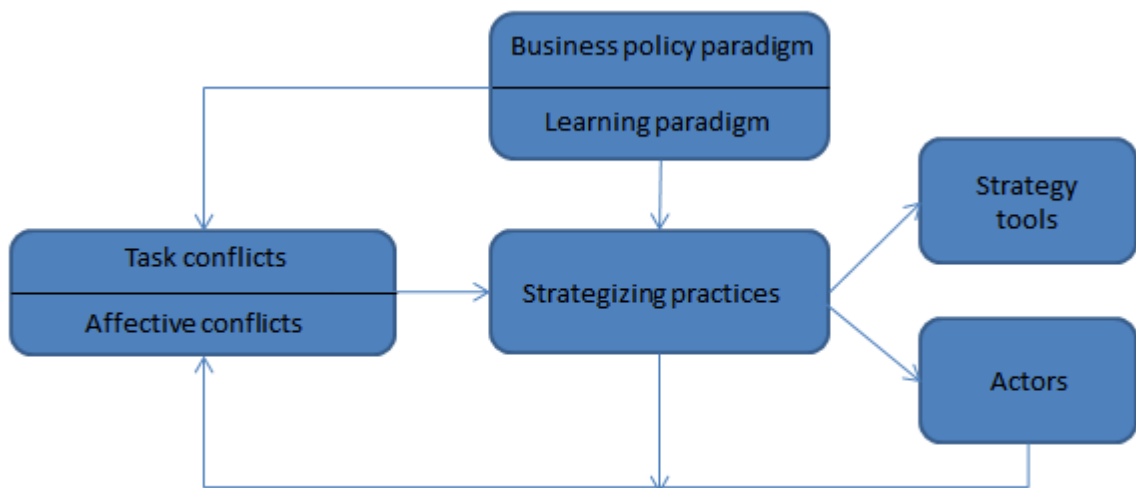 Business policy paradigm
Learning paradigm
Task conflicts
Affective conflicts
Strategizing practices
Strategy
tools
Actors